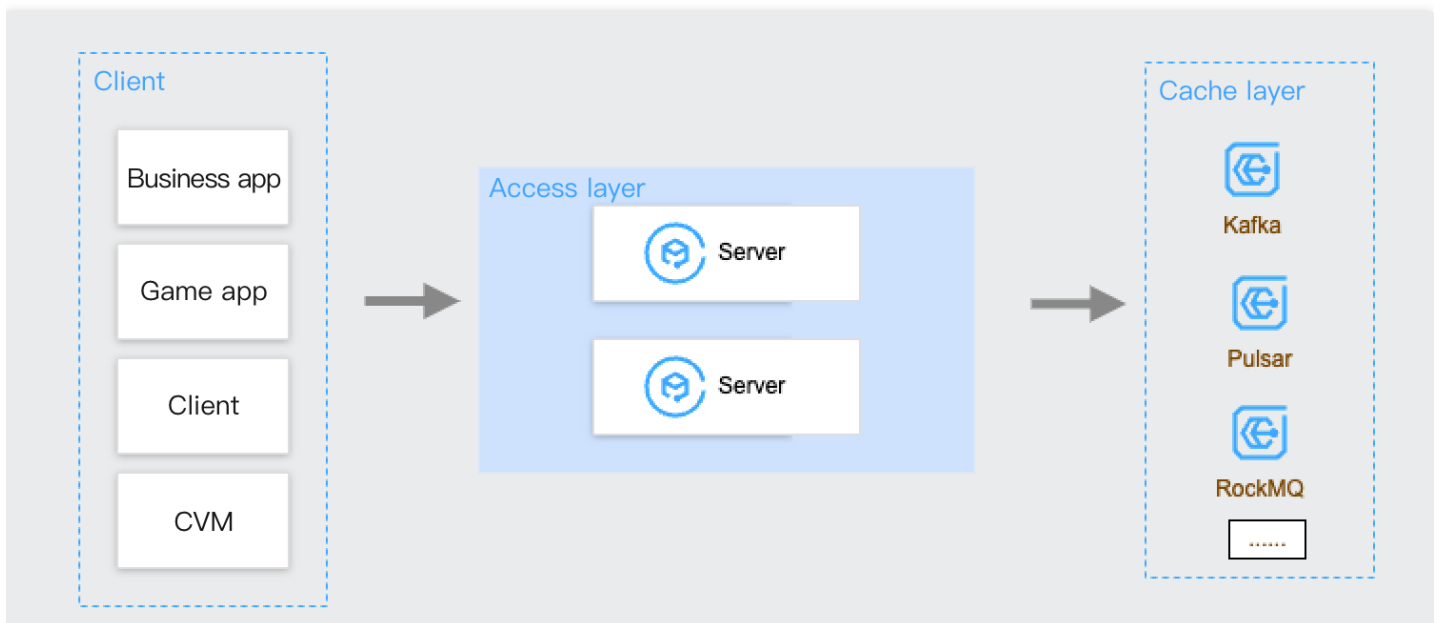 Client
Business app
Game app
Client
CVM
Access layer
Server
Server
Cache layer
Kafka
Pulsar
RockMQ
......